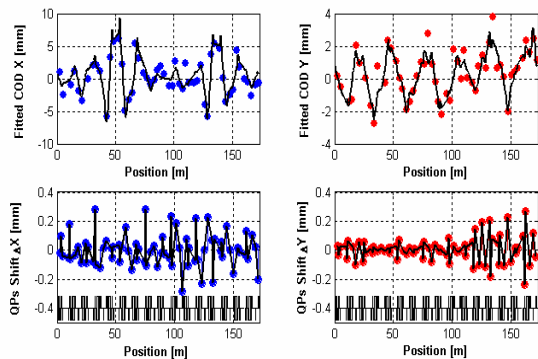 Fitted COD X [mm]
10
5
0
-5
-10
0 50 100 150
Position [m]
Fitted COD Y [mm]
4
2
0
-2
-4
0 50 100 150
Position [m]
QPs Shift ΔX [mm]
0.4
0.2
0
-0.2
-0.4
0 50 100 150
Position [m]
QPs Shift ΔY [mm]
0.4
0.2
0
-0.2
-0.4
0 50 100 150
Position [m]